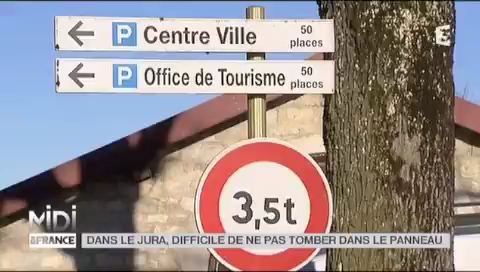 3
P Centre Ville 50 places
P Office de Tourisme 50 places
3,5t
MIDI
EN FRANCE
DANS LE JURA, DIFFICILE DE NE PAS TOMBER DANS LE PANNEAU